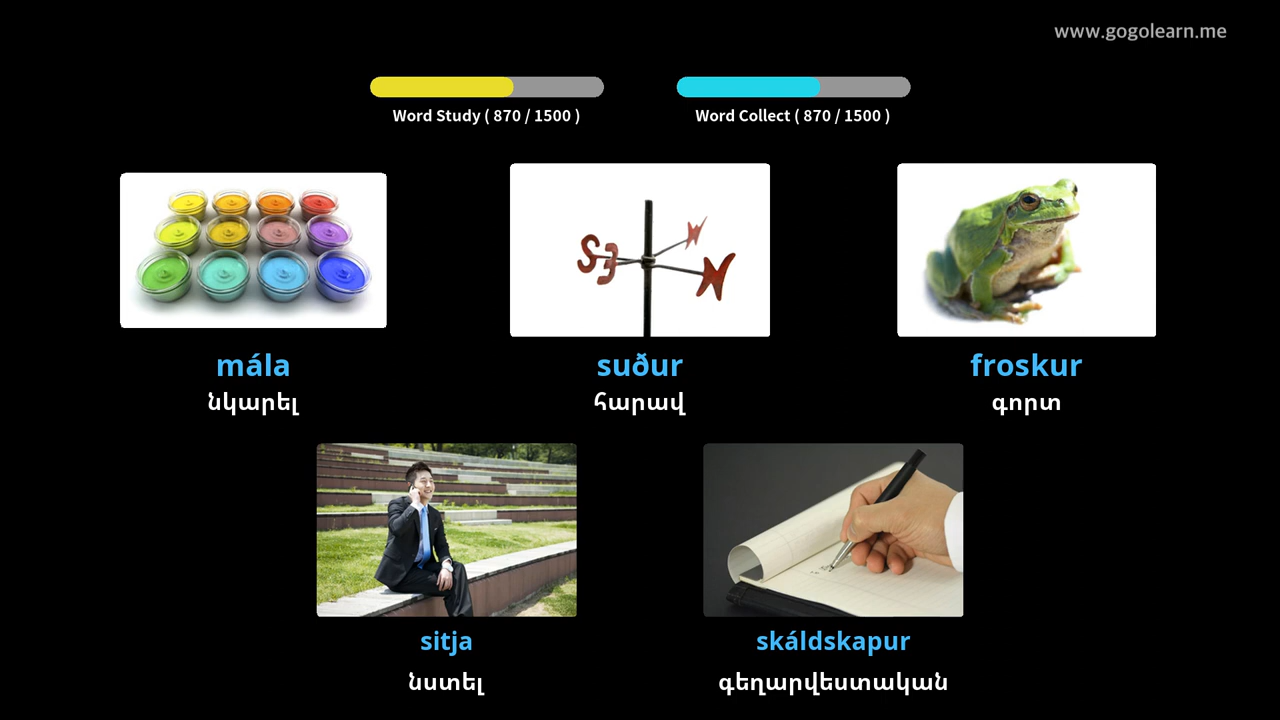 www.gogolearn.me
Word Study ( 870 / 1500 )
Word Collect ( 870 / 1500 )
mála
նկարել
suður
հարավ
froskur
գորտ
sitja
նստել
skáldskapur
գեղարվեստական